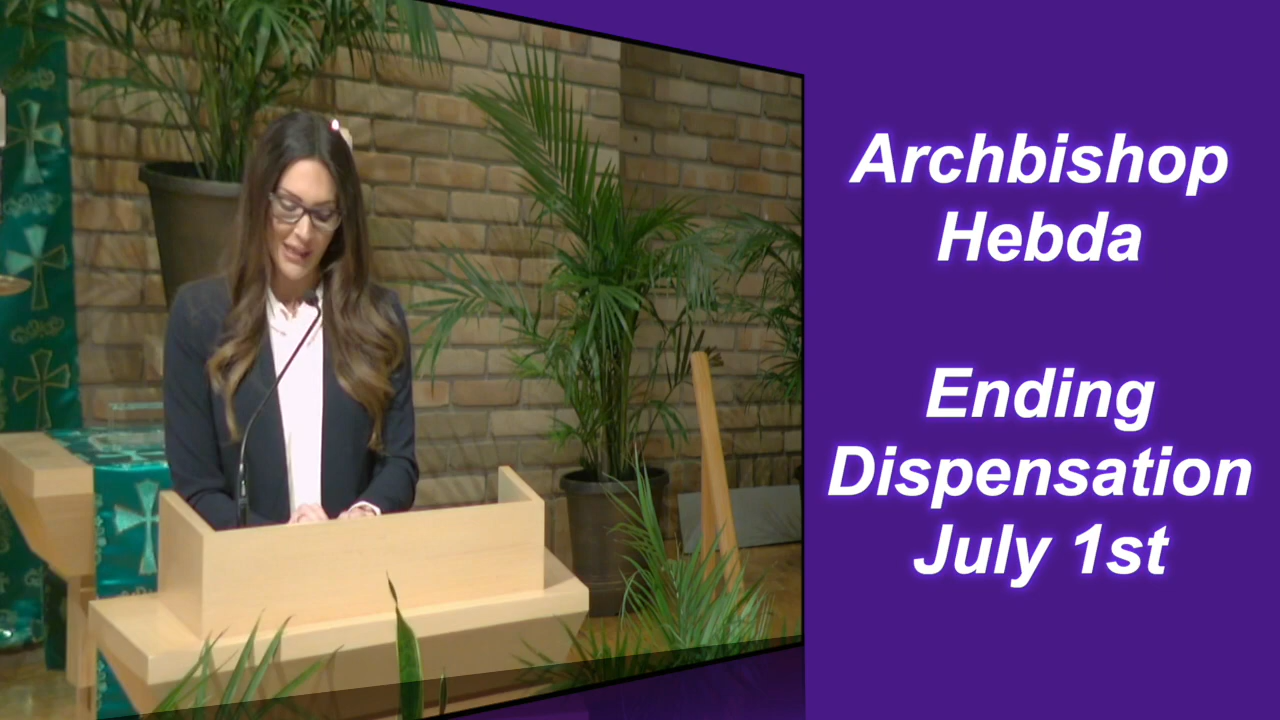 Archbishop
Hebda
Ending
Dispensation
July 1st